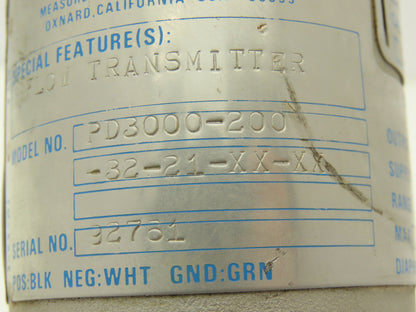 OXNARD, CALIFORNIA
SPECIAL FEATURE(S):
FLOW TRANSMITTER
MODEL NO. PD3000-200
-32-21-XX-XX
SERIAL NO. 32761
POS:BLK NEG:WHT GND:GRN